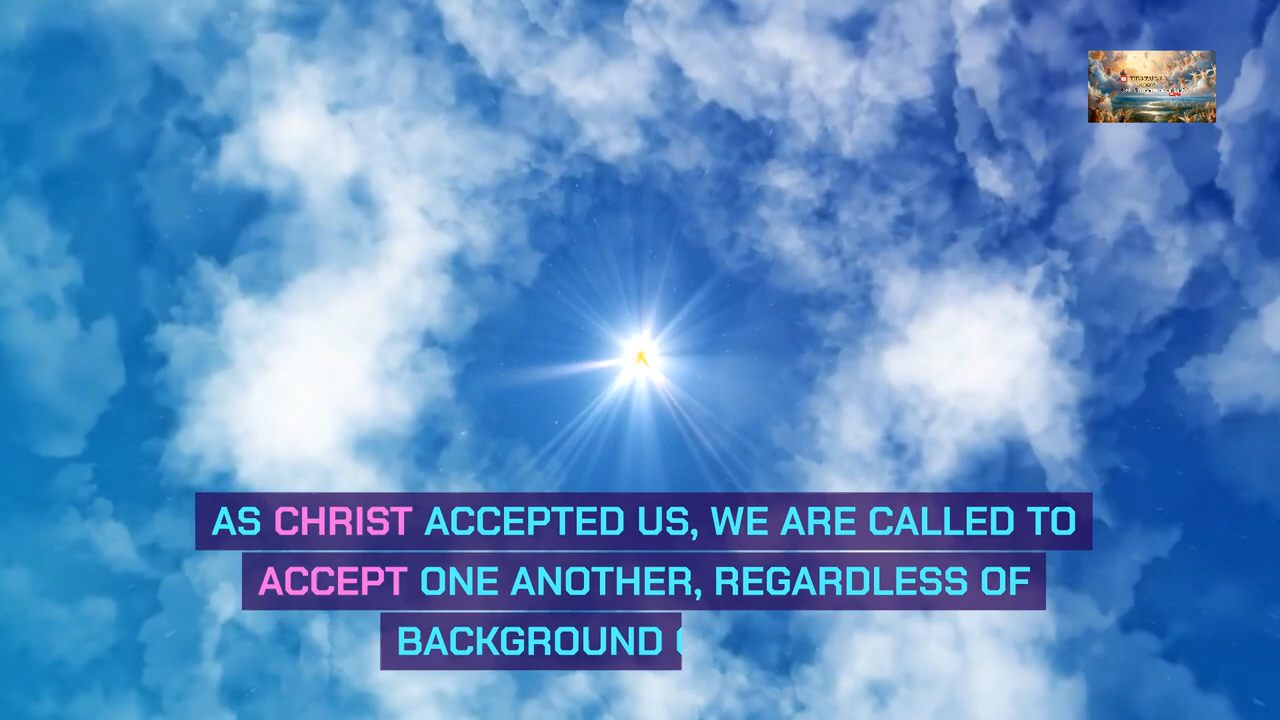 AS CHRIST ACCEPTED US, WE ARE CALLED TO
ACCEPT ONE ANOTHER, REGARDLESS OF
BACKGROUND